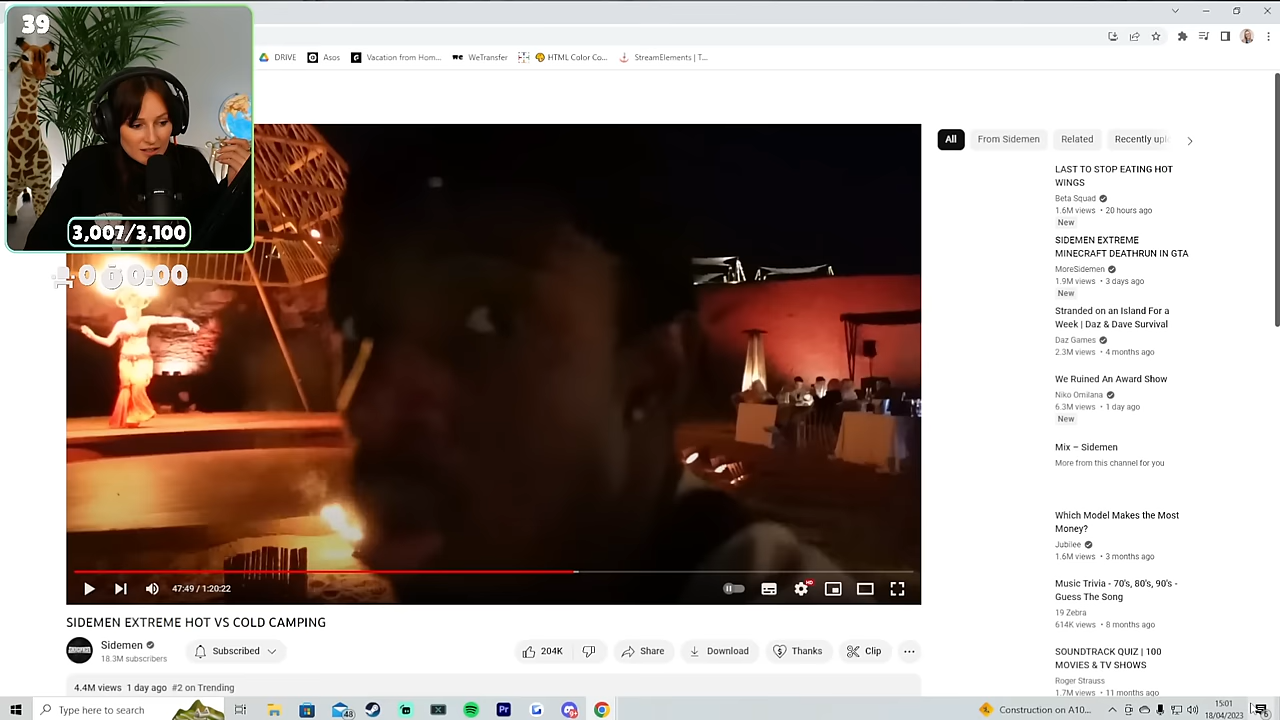 39
3,007/3,100
0 0:00
DRIVE
Asos
Vacation from Hom...
WeTransfer
HTML Color Co...
StreamElements | T...
47:49 / 1:20:22
HD
SIDEMEN EXTREME HOT VS COLD CAMPING
Sidemen
18.3M subscribers
Subscribed
204K
Share
Download
Thanks
Clip
4.4M views 1 day ago #2 on Trending
All
From Sidemen
Related
Recently upl
LAST TO STOP EATING HOT
WINGS
Beta Squad
1.6M views • 20 hours ago
New
SIDEMEN EXTREME
MINECRAFT DEATHRUN IN GTA
MoreSidemen
1.9M views • 3 days ago
New
Stranded on an Island For a
Week | Daz & Dave Survival
Daz Games
2.3M views • 4 months ago
We Ruined An Award Show
Niko Omilana
6.3M views • 1 day ago
New
Mix – Sidemen
More from this channel for you
Which Model Makes the Most
Money?
Jubilee
1.6M views • 3 months ago
Music Trivia - 70's, 80's, 90's -
Guess The Song
19 Zebra
614K views • 8 months ago
SOUNDTRACK QUIZ | 100
MOVIES & TV SHOWS
Roger Strauss
1.7M views • 11 months ago
Type here to search
48
Pr
Construction on A10...
15:01
18/04/2023